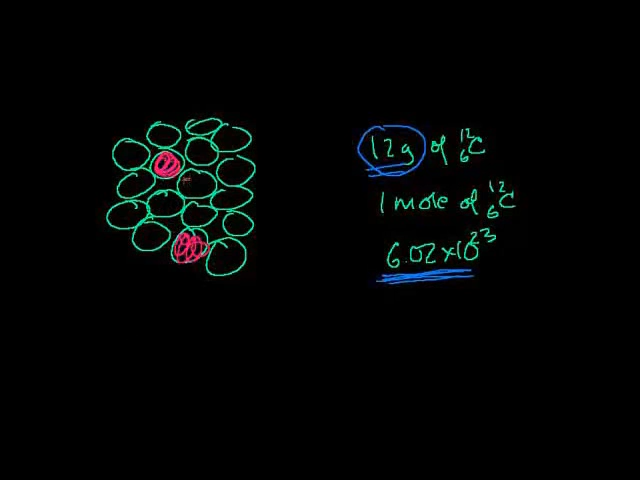 12g of ¹²₆C
1 mole of ¹²₆C
6.02×10²³